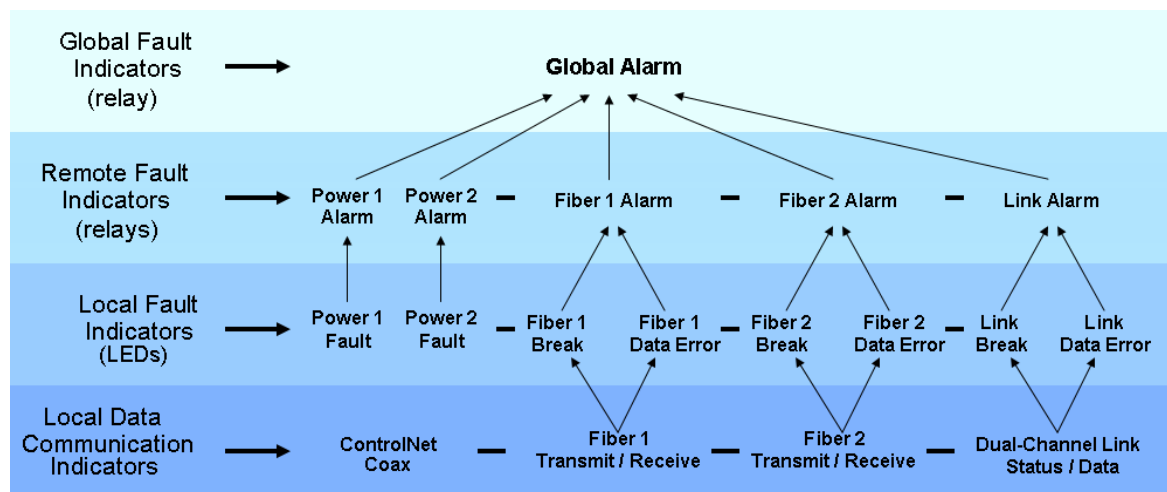 Global Fault
Indicators
(relay)
Global Alarm
Remote Fault
Indicators
(relays)
Power 1
Alarm
Power 2
Alarm
Fiber 1 Alarm
Fiber 2 Alarm
Link Alarm
Local Fault
Indicators
(LEDs)
Power 1
Fault
Power 2
Fault
Fiber 1
Break
Fiber 1
Data Error
Fiber 2
Break
Fiber 2
Data Error
Link
Break
Link
Data Error
Local Data
Communication
Indicators
ControlNet
Coax
Fiber 1
Transmit / Receive
Fiber 2
Transmit / Receive
Dual-Channel Link
Status / Data